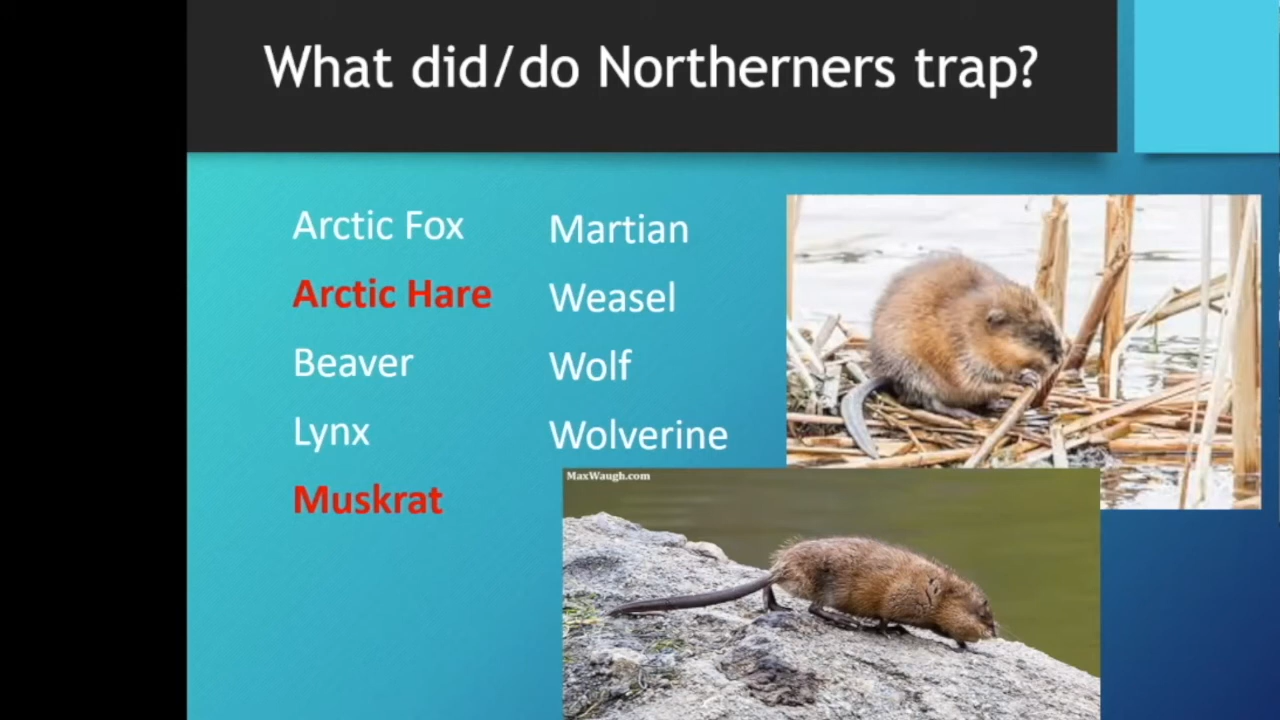 What did/do Northerners trap?
Arctic Fox
Arctic Hare
Beaver
Lynx
Muskrat
Martian
Weasel
Wolf
Wolverine
MaxWaugh.com